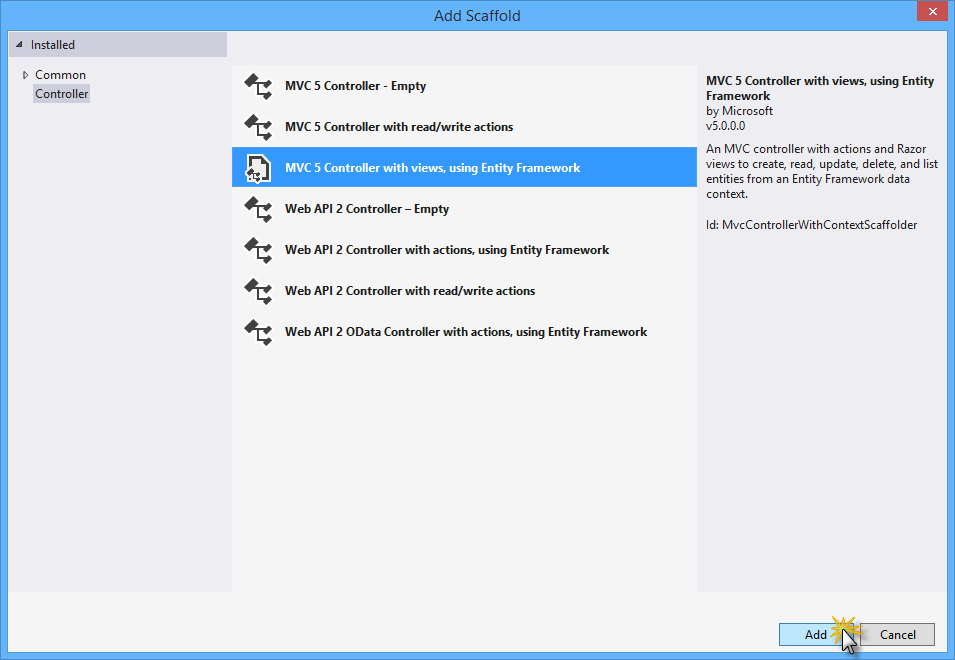 Add Scaffold
Installed
Common
Controller
MVC 5 Controller - Empty
MVC 5 Controller with read/write actions
MVC 5 Controller with views, using Entity Framework
Web API 2 Controller – Empty
Web API 2 Controller with actions, using Entity Framework
Web API 2 Controller with read/write actions
Web API 2 OData Controller with actions, using Entity Framework
MVC 5 Controller with views, using Entity
Framework
by Microsoft
v5.0.0.0
An MVC controller with actions and Razor
views to create, read, update, delete, and list
entities from an Entity Framework data
context.
Id: MvcControllerWithContextScaffolder
Add
Cancel